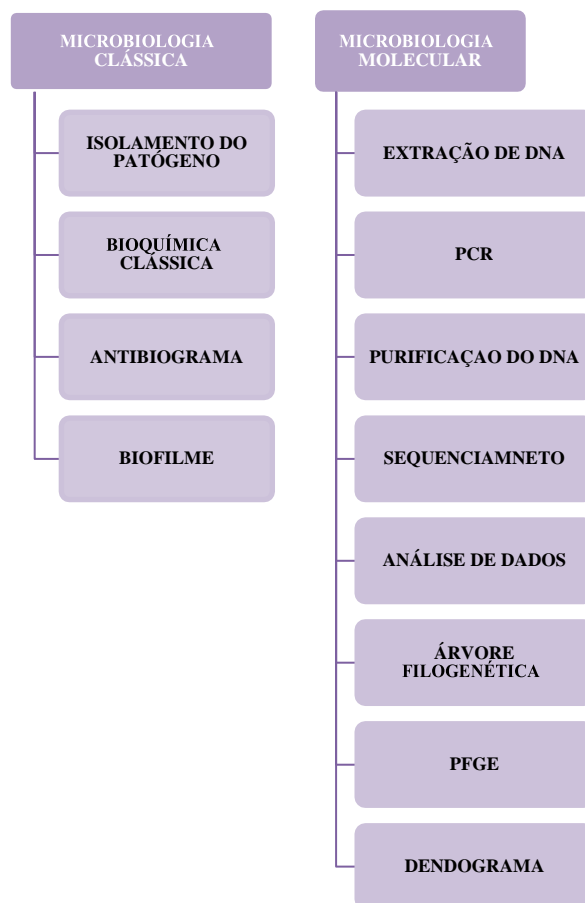 MICROBIOLOGIA
CLÁSSICA
ISOLAMENTO DO
PATÓGENO
BIOQUÍMICA
CLÁSSICA
ANTIBIOGRAMA
BIOFILME
MICROBIOLOGIA
MOLECULAR
EXTRAÇÃO DE DNA
PCR
PURIFICAÇAO DO DNA
SEQUENCIAMNETO
ANÁLISE DE DADOS
ÁRVORE
FILOGENÉTICA
PFGE
DENDOGRAMA